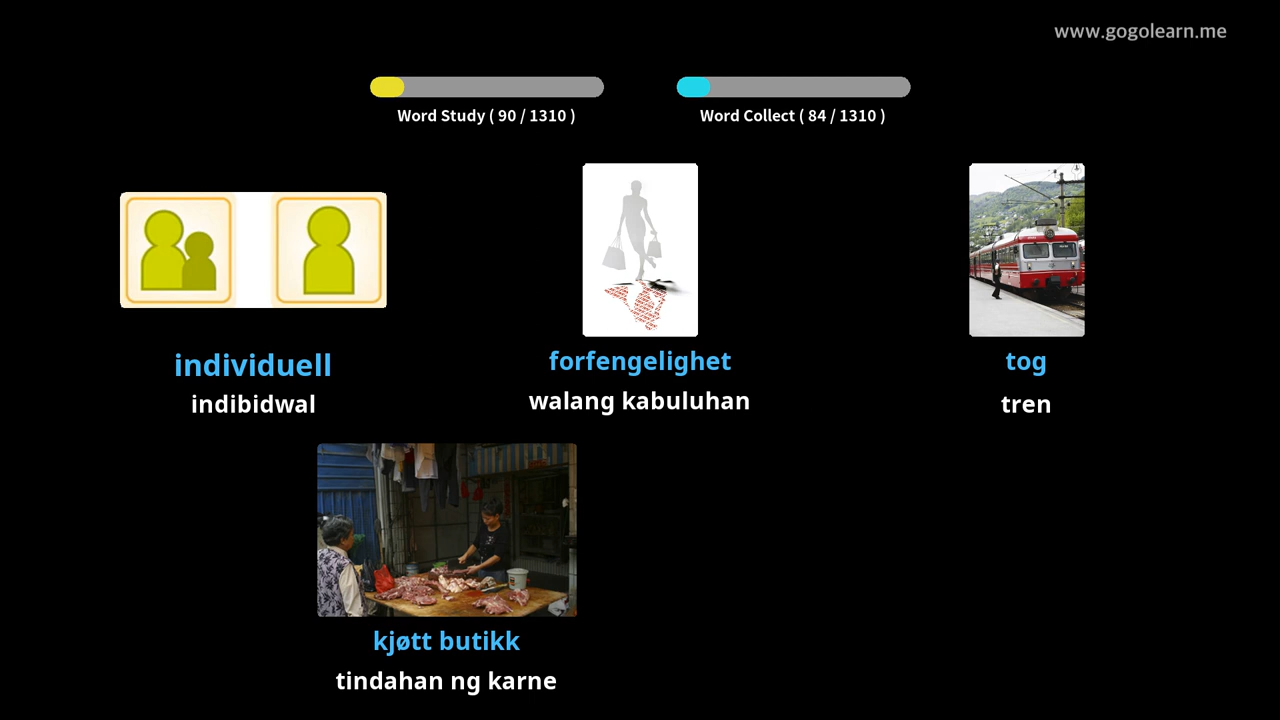 www.gogolearn.me
Word Study ( 90 / 1310 )
Word Collect ( 84 / 1310 )
individuell
indibidwal
forfengelighet
walang kabuluhan
tog
tren
kjøtt butikk
tindahan ng karne